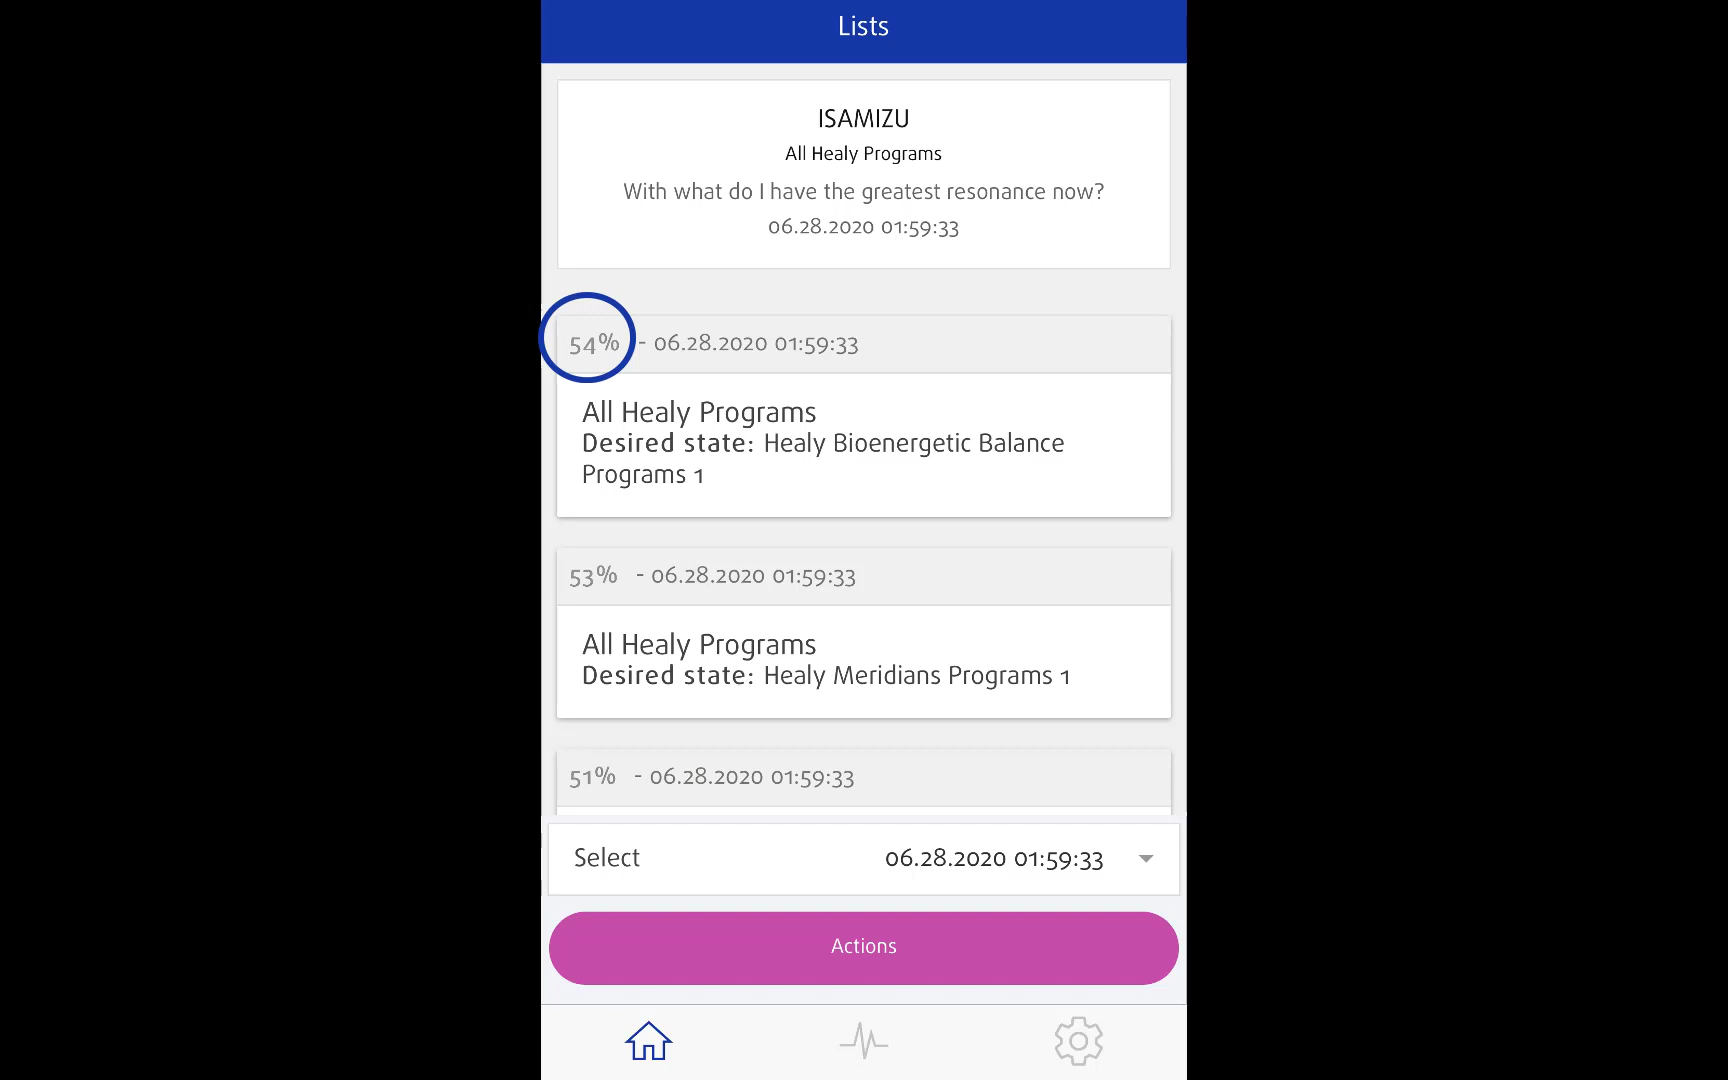 Lists
ISAMIZU
All Healy Programs
With what do I have the greatest resonance now?
06.28.2020 01:59:33
54% - 06.28.2020 01:59:33
All Healy Programs
Desired state: Healy Bioenergetic Balance
Programs 1
53% - 06.28.2020 01:59:33
All Healy Programs
Desired state: Healy Meridians Programs 1
51% - 06.28.2020 01:59:33
Select 06.28.2020 01:59:33
Actions